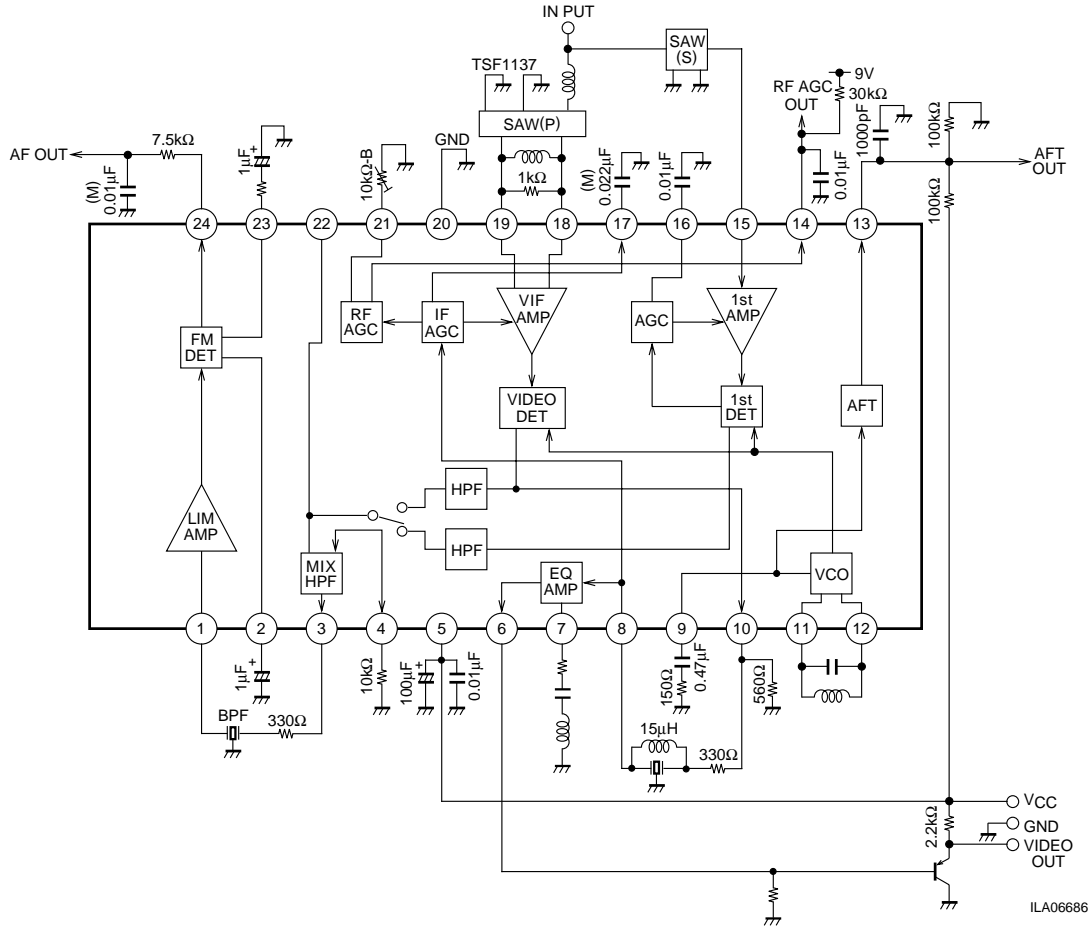 IN PUT
SAW
(S)
TSF1137
SAW(P)
RF AGC
OUT
9V
30kΩ
1000pF
100kΩ
AF OUT
7.5kΩ
(M)
0.01µF
1µF
+
10kΩ-B
GND
1kΩ
(M)
0.022µF
0.01µF
0.01µF
AFT
OUT
100kΩ
24
23
22
21
20
19
18
17
16
15
14
13
FM
DET
RF
AGC
IF
AGC
VIF
AMP
AGC
1st
AMP
VIDEO
DET
1st
DET
AFT
LIM
AMP
HPF
HPF
MIX
HPF
EQ
AMP
VCO
1
2
3
4
5
6
7
8
9
10
11
12
1µF
+
BPF
330Ω
10kΩ
100µF
+
0.01µF
150Ω
0.47µF
560Ω
15µH
330Ω
VCC
2.2kΩ
GND
VIDEO
OUT
ILA06686